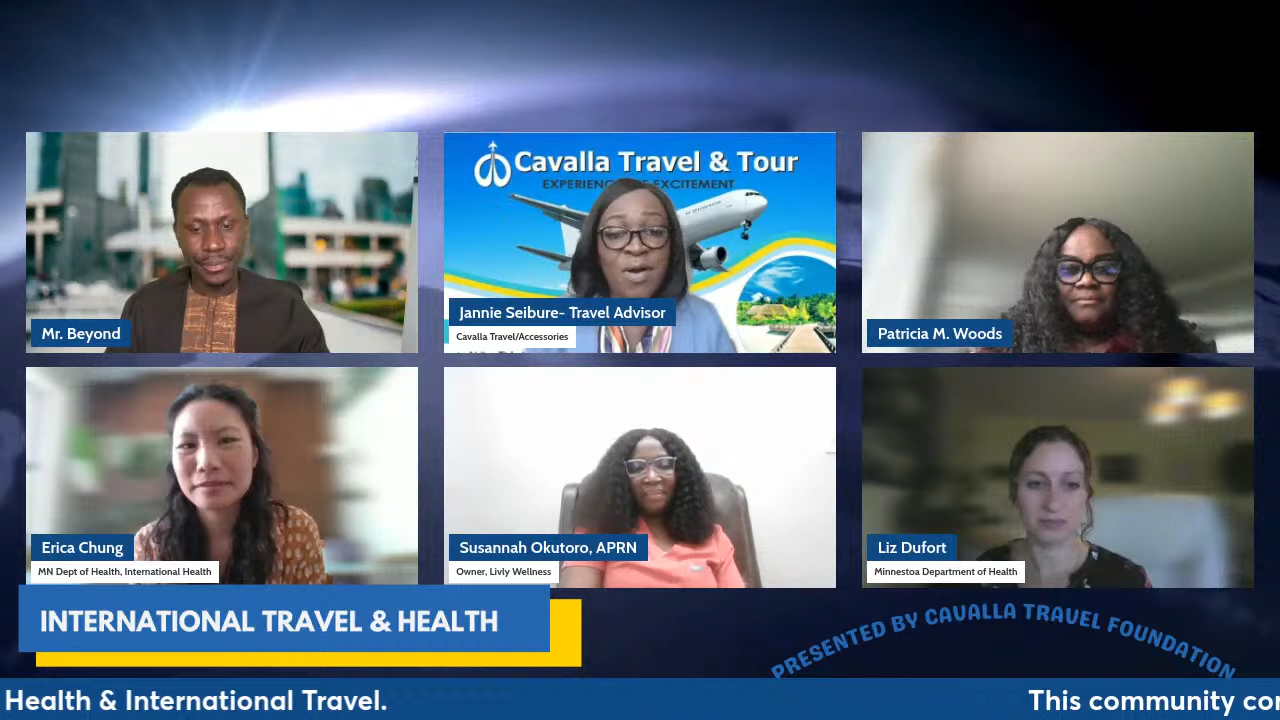 Cavalla Travel & Tour
EXCITEMENT
Mr. Beyond
Jannie Seibure- Travel Advisor
Cavalla Travel/Accessories
Patricia M. Woods
Erica Chung
MN Dept of Health, International Health
Susannah Okutoro, APRN
Owner, Livly Wellness
Liz Dufort
Minnestoa Department of Health
INTERNATIONAL TRAVEL & HEALTH
PRESENTED BY CAVALLA TRAVEL FOUNDATION
Health & International Travel.
This community